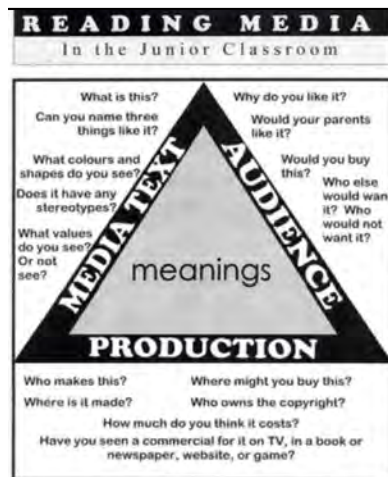 READING MEDIA
In the Junior Classroom
What is this?
Can you name three
things like it?
What colours and
shapes do you see?
Does it have any
stereotypes?
What values
do you see?
Or not
see?
MEDIA TEXT
Why do you like it?
Would your parents
like it?
Would you buy
this?
Who else
would want
it? Who
would not
want it?
AUDIENCE
meanings
PRODUCTION
Who makes this?
Where might you buy this?
Where is it made?
Who owns the copyright?
How much do you think it costs?
Have you seen a commercial for it on TV, in a book or
newspaper, website, or game?